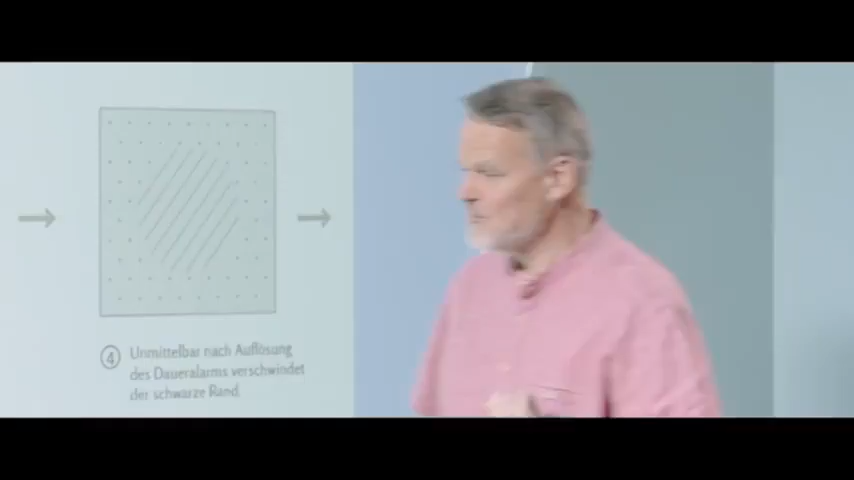 ④ Unmittelbar nach Auflösung
des Daueralarms verschwindet
der schwarze Rand.